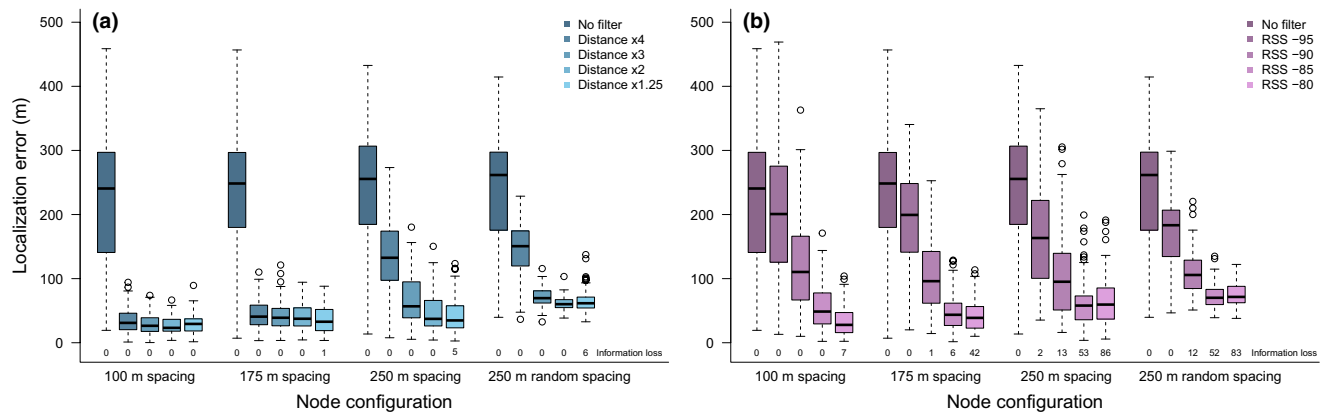 (a)
No filter
Distance x4
Distance x3
Distance x2
Distance x1.25
500
400
300
200
100
0
Localization error (m)
0 0 0 0 0 0 0 0 0 1 0 0 0 0 5 0 0 0 0 6 Information loss
100 m spacing 175 m spacing 250 m spacing 250 m random spacing
Node configuration
(b)
No filter
RSS −95
RSS −90
RSS −85
RSS −80
500
400
300
200
100
0
0 0 0 0 7 0 0 1 6 42 0 2 13 53 86 0 0 12 52 83 Information loss
100 m spacing 175 m spacing 250 m spacing 250 m random spacing
Node configuration